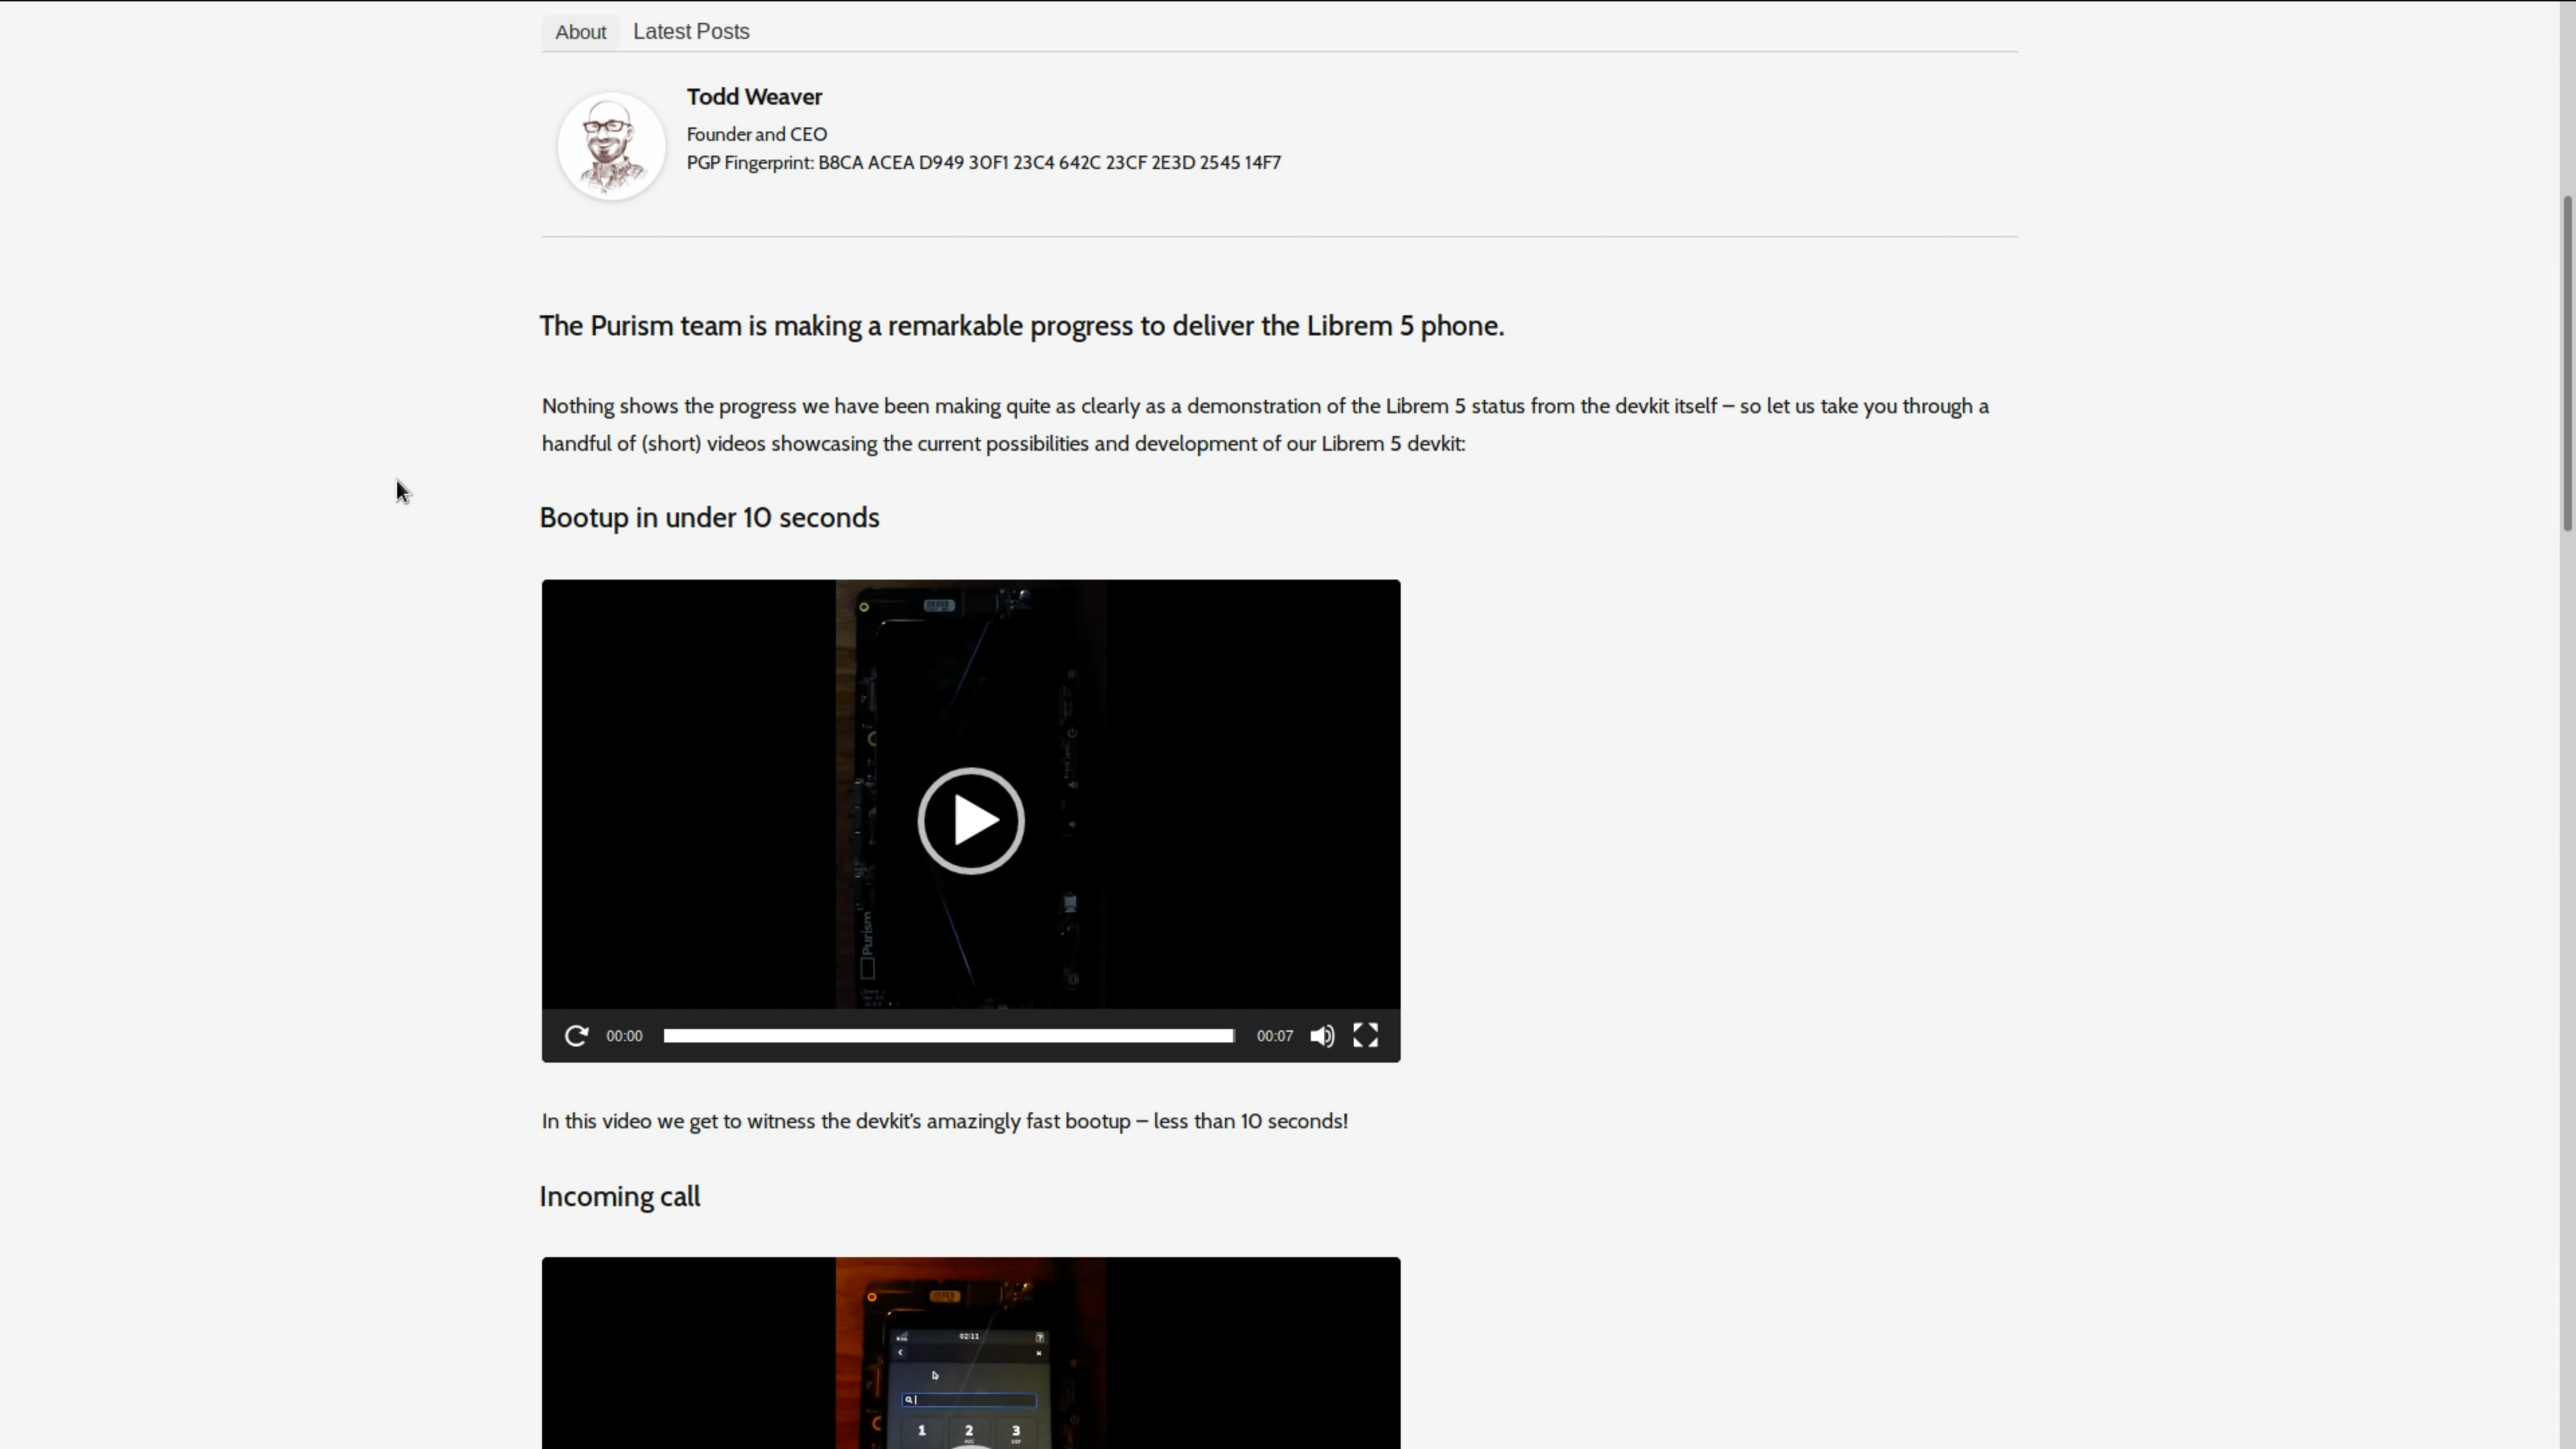 About Latest Posts
Todd Weaver
Founder and CEO
PGP Fingerprint: B8CA ACEA D949 30F1 23C4 642C 23CF 2E3D 2545 14F7
The Purism team is making a remarkable progress to deliver the Librem 5 phone.
Nothing shows the progress we have been making quite as clearly as a demonstration of the Librem 5 status from the devkit itself – so let us take you through a
handful of (short) videos showcasing the current possibilities and development of our Librem 5 devkit:
Bootup in under 10 seconds
Purism
00:00 00:07
In this video we get to witness the devkit's amazingly fast bootup – less than 10 seconds!
Incoming call
02:11
1 2 3